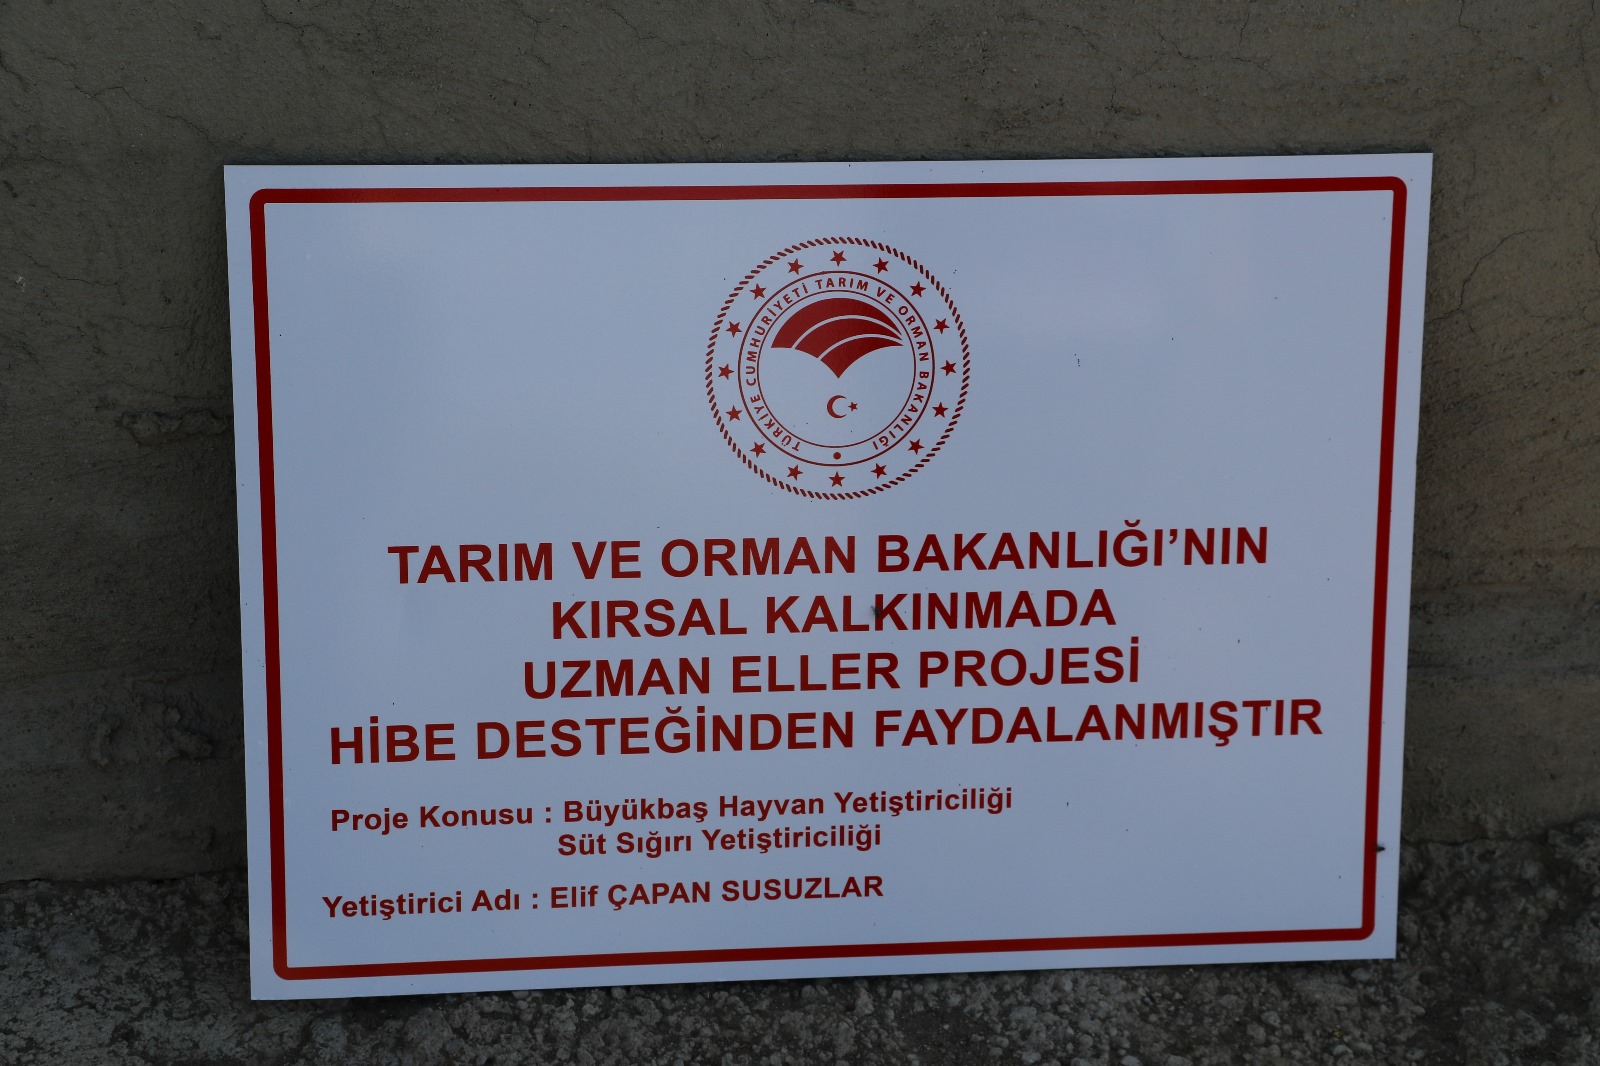 TÜRKİYE CUMHURİYETİ TARIM VE ORMAN BAKANLIĞI
TARIM VE ORMAN BAKANLIĞI’NIN
KIRSAL KALKINMADA
UZMAN ELLER PROJESİ
HİBE DESTEĞİNDEN FAYDALANMIŞTIR
Proje Konusu : Büyükbaş Hayvan Yetiştiriciliği
Süt Sığırı Yetiştiriciliği
Yetiştirici Adı : Elif ÇAPAN SUSUZLAR